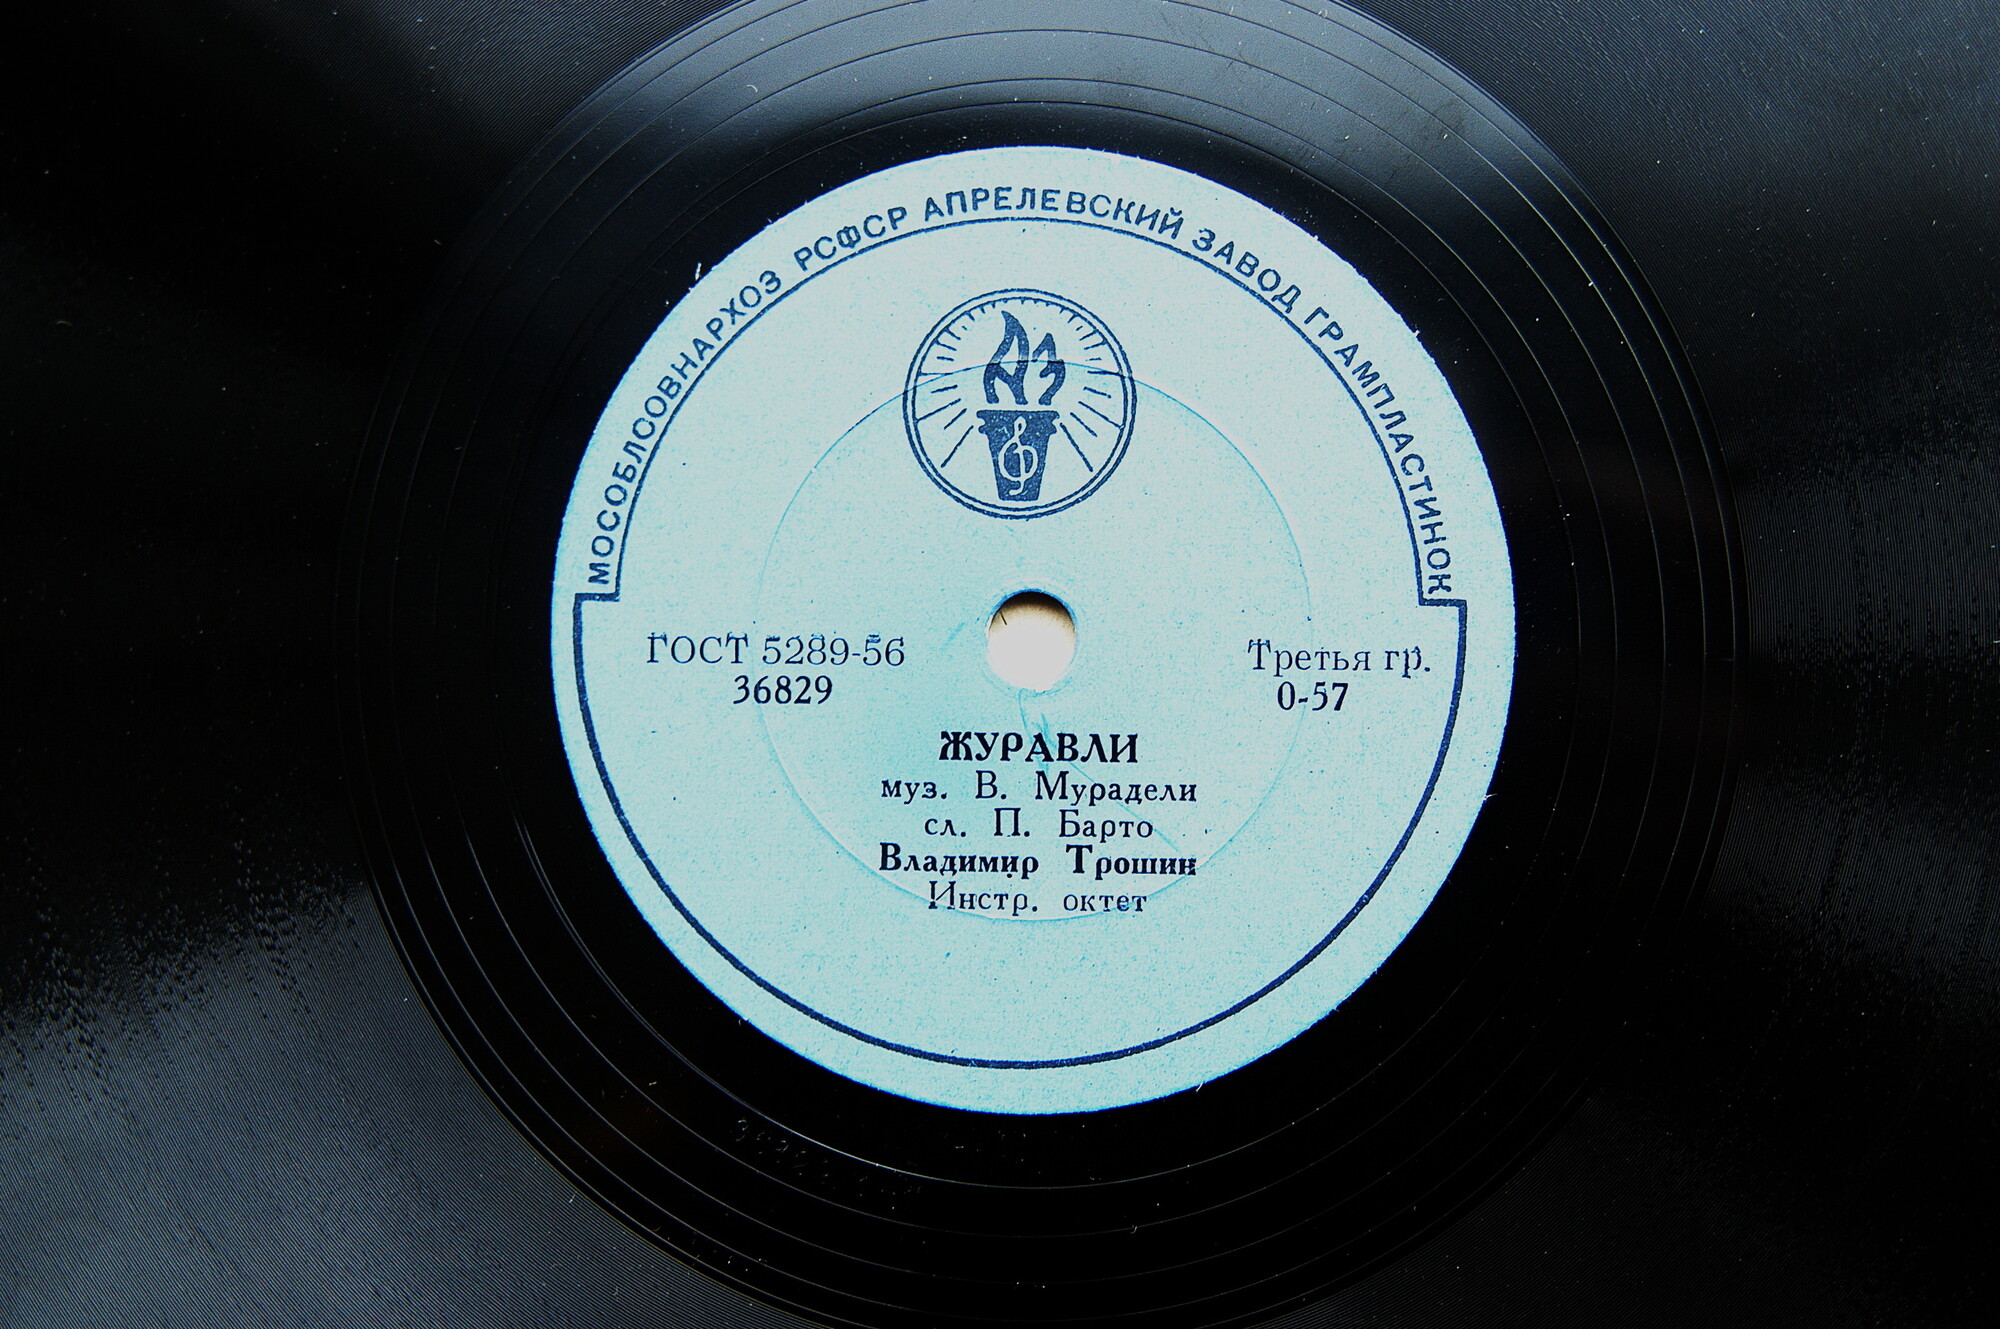 МОСОБЛСОВНАРХОЗ РСФСР АПРЕЛЕВСКИЙ ЗАВОД ГРАМПЛАСТИНОК
ГОСТ 5289-56
36829
Третья гр.
0-57
ЖУРАВЛИ
муз. В. Мурадели
сл. П. Барто
Владимир Трошин
Инстр. октет